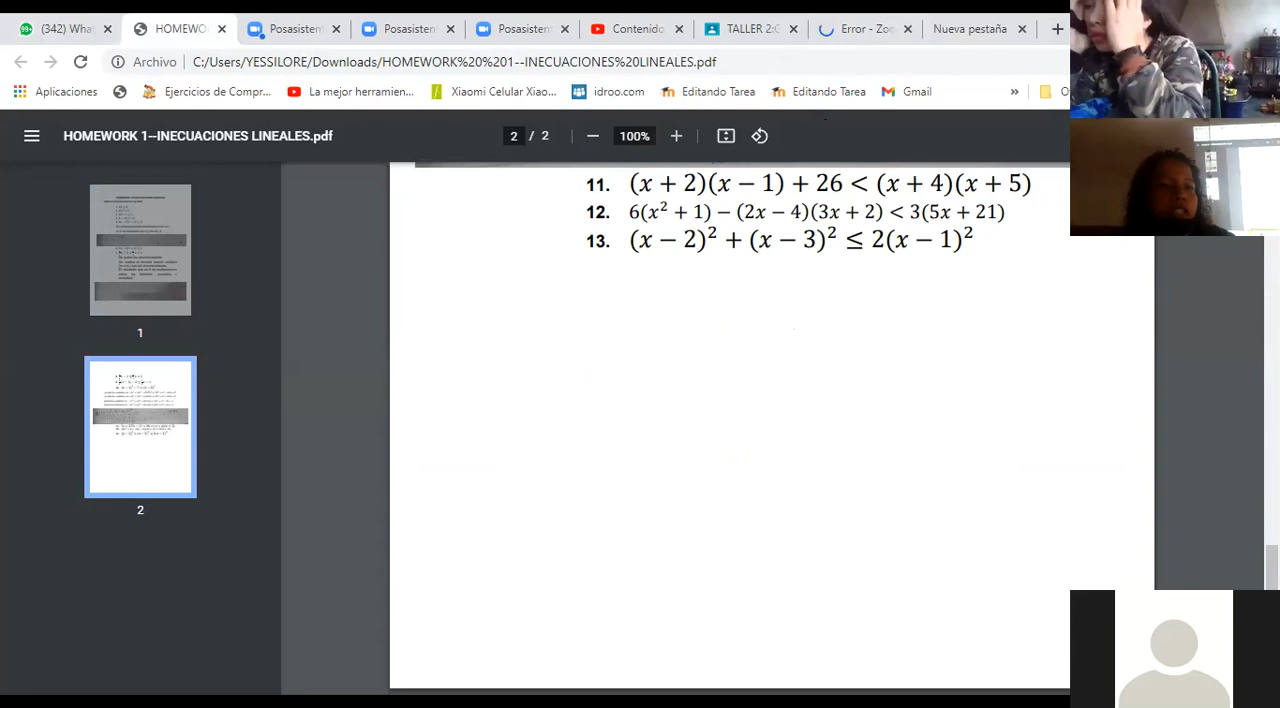 (342) What
HOMEWO
Posasistem
Posasisten
Posasistent
Contenido
TALLER 2:C
Error - Zoo
Nueva pestaña
Archivo
C:/Users/YESSILORE/Downloads/HOMEWORK%20%201--INECUACIONES%20LINEALES.pdf
Aplicaciones
Ejercicios de Compr...
La mejor herramien...
Xiaomi Celular Xiao...
idroo.com
Editando Tarea
Editando Tarea
Gmail
»
HOMEWORK 1--INECUACIONES LINEALES.pdf
2 / 2
100%
11. (x + 2)(x − 1) + 26 < (x + 4)(x + 5)
12. 6(x² + 1) − (2x − 4)(3x + 2) < 3(5x + 21)
13. (x − 2)² + (x − 3)² ≤ 2(x − 1)²
1
2